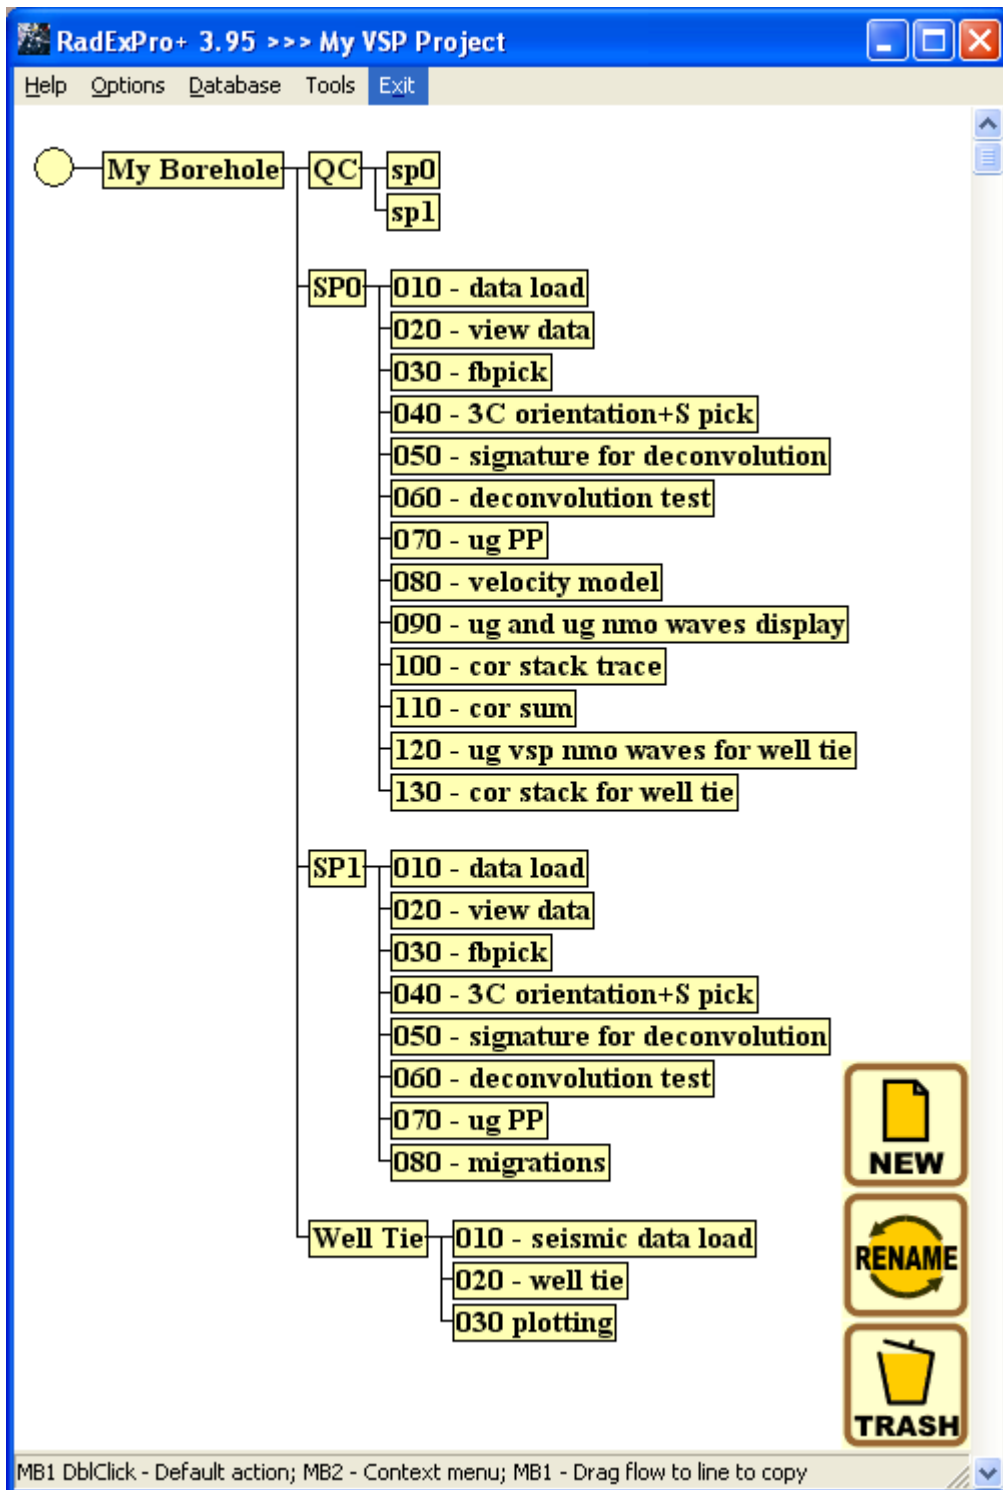 RadExPro+ 3.95 >>> My VSP Project
Help Options Database Tools Exit
My Borehole QC sp0
sp1
SP0 010 - data load
020 - view data
030 - fbpick
040 - 3C orientation+S pick
050 - signature for deconvolution
060 - deconvolution test
070 - ug PP
080 - velocity model
090 - ug and ug nmo waves display
100 - cor stack trace
110 - cor sum
120 - ug vsp nmo waves for well tie
130 - cor stack for well tie
SP1 010 - data load
020 - view data
030 - fbpick
040 - 3C orientation+S pick
050 - signature for deconvolution
060 - deconvolution test
070 - ug PP
080 - migrations
NEW
Well Tie 010 - seismic data load
020 - well tie
030 plotting
RENAME
TRASH
MB1 DblClick - Default action; MB2 - Context menu; MB1 - Drag flow to line to copy